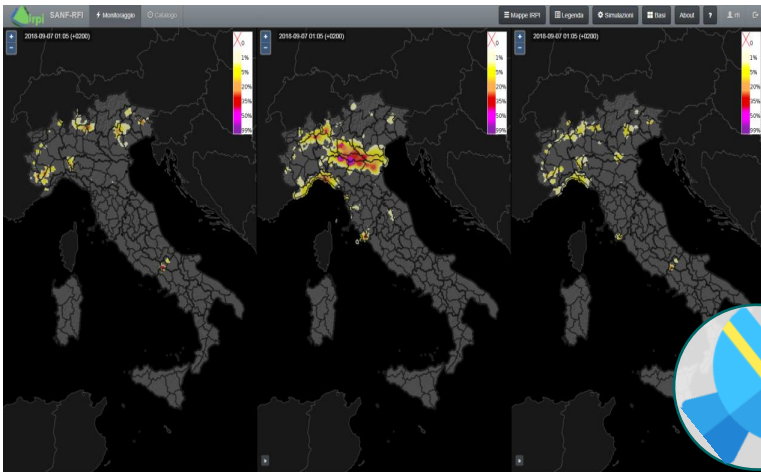 irpi SANF-RFI Monitoraggio Catalogo Mappe IRPI Legenda Simulazioni Basi About ? rfi
2018-09-07 01:05 (+0200) 2018-09-07 01:05 (+0200) 2018-09-07 01:05 (+0200)
+ + +
- - -
0 0 0
1% 1% 1%
5% 5% 5%
20% 20% 20%
35% 35% 35%
50% 50% 50%
99% 99% 99%